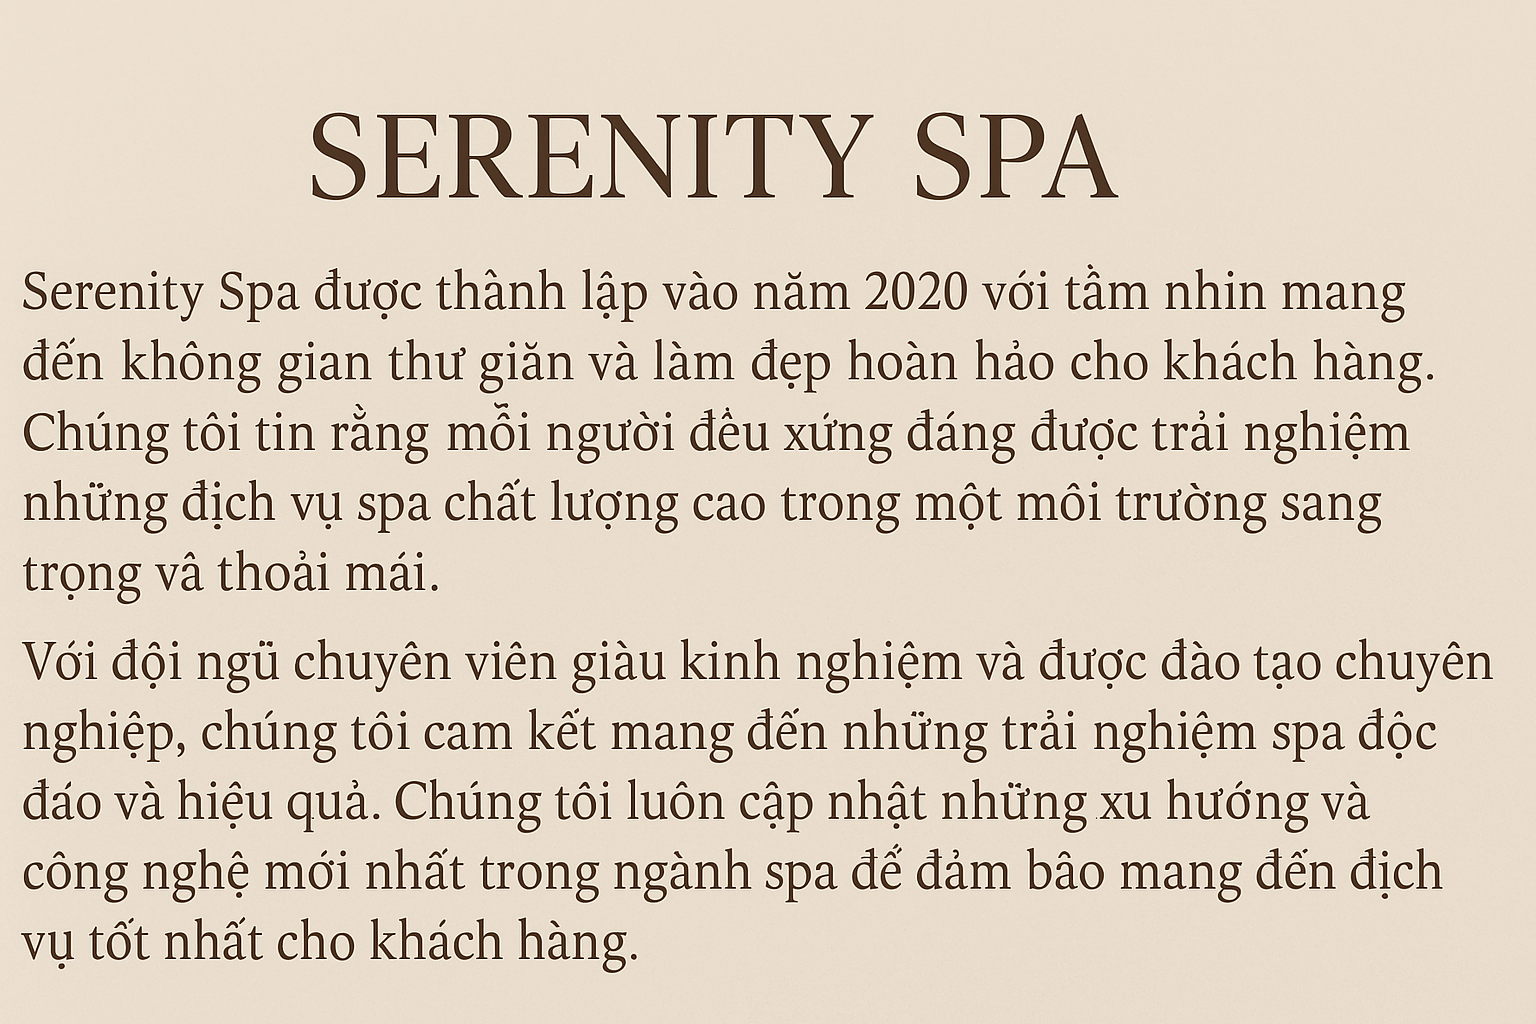 SERENITY SPA
Serenity Spa được thành lập vào năm 2020 với tầm nhin mang
đến không gian thư giăn và làm đẹp hoàn hảo cho khách hàng.
Chúng tôi tin rằng mỗi người đều xứng đáng được trải nghiệm
những địch vụ spa chất lượng cao trong một môi trường sang
trọng vâ thoải mái.
Với đội ngü chuyên viên giàu kinh nghiệm và được đào tạo chuyên
nghiệp, chúng tôi cam kết mang đến những trải nghiệm spa độc
đáo và hiệu quả. Chúng tôi luôn cập nhật những xu hướng và
công nghệ mới nhất trong ngành spa để đảm bâo mang đến địch
vụ tốt nhất cho khách hàng.